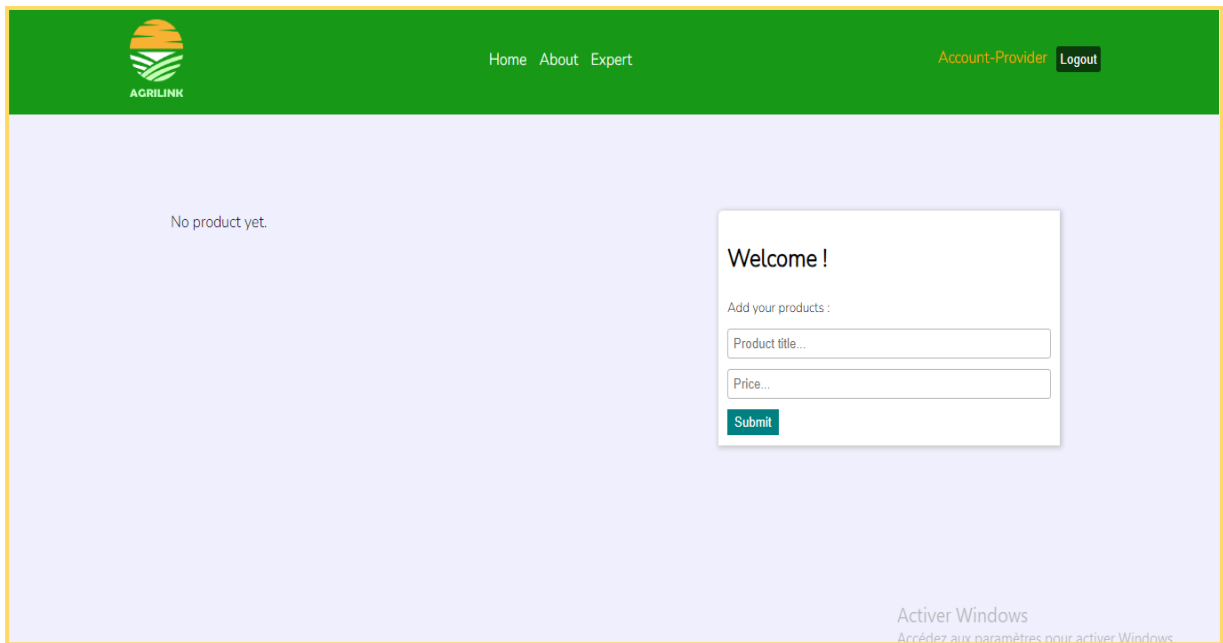 AGRILINK
Home About Expert
Account-Provider Logout
No product yet.
Welcome !
Add your products :
Product title...
Price...
Submit
Activer Windows
Accédez aux paramètres pour activer Windows